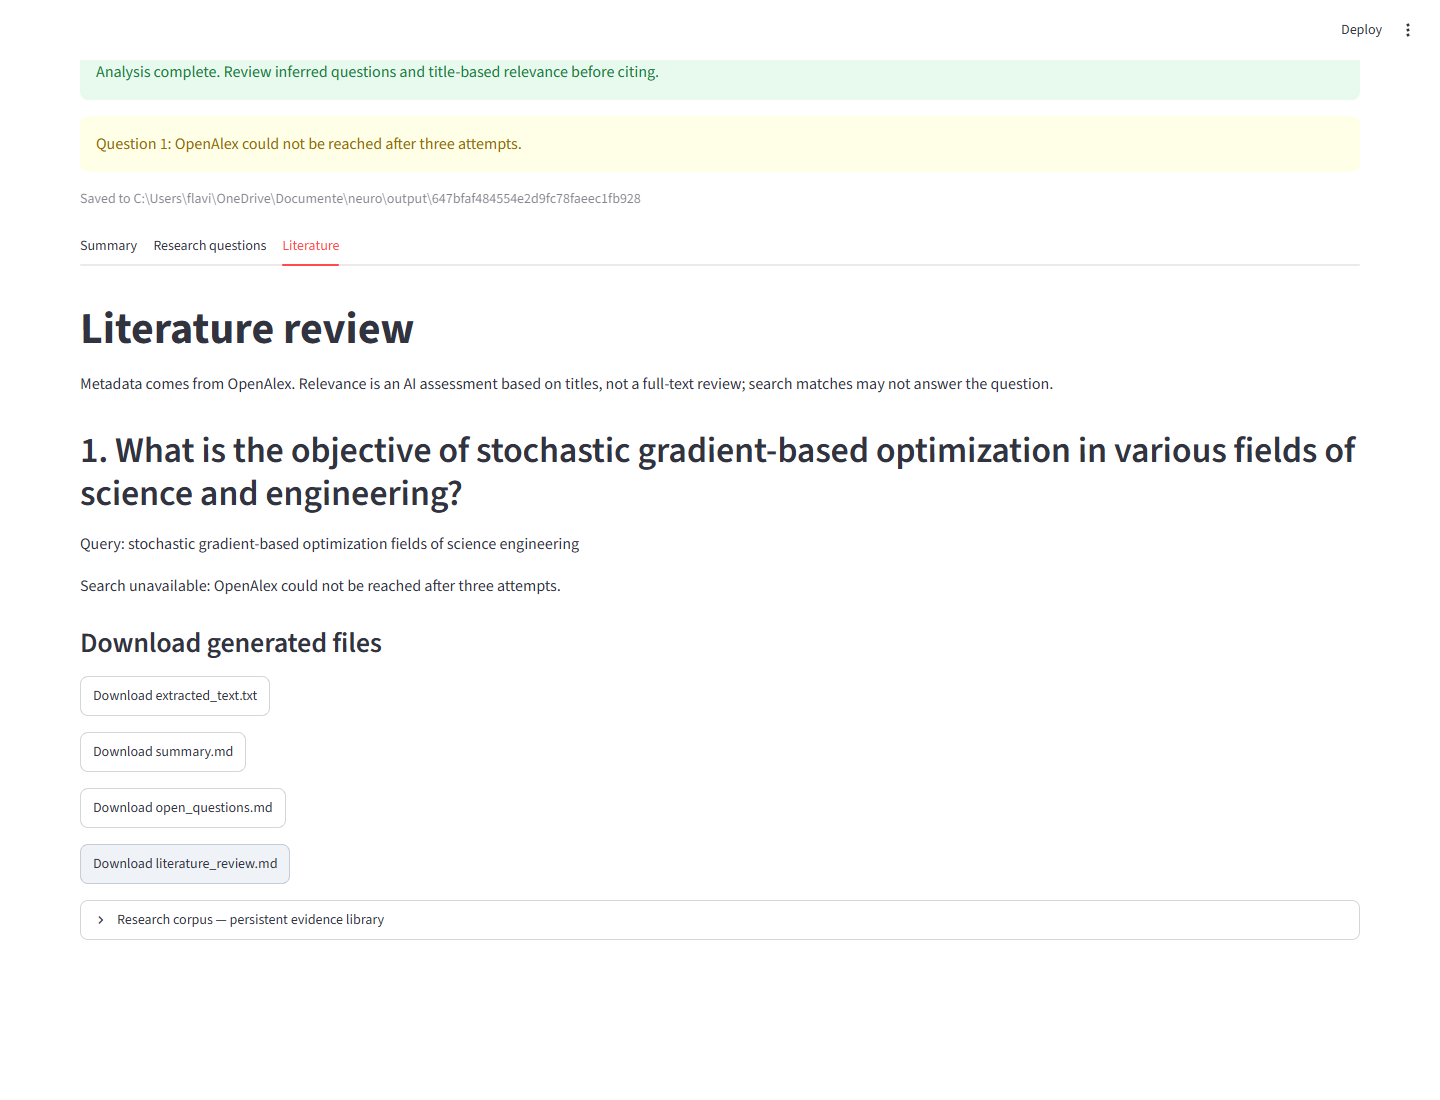 Deploy
Analysis complete. Review inferred questions and title-based relevance before citing.
Question 1: OpenAlex could not be reached after three attempts.
Saved to C:\Users\flavi\OneDrive\Documente\neuro\output\647bfaf484554e2d9fc78faeec1fb928
Summary Research questions Literature
Literature review
Metadata comes from OpenAlex. Relevance is an AI assessment based on titles, not a full-text review; search matches may not answer the question.
1. What is the objective of stochastic gradient-based optimization in various fields of
science and engineering?
Query: stochastic gradient-based optimization fields of science engineering
Search unavailable: OpenAlex could not be reached after three attempts.
Download generated files
Download extracted_text.txt
Download summary.md
Download open_questions.md
Download literature_review.md
Research corpus — persistent evidence library